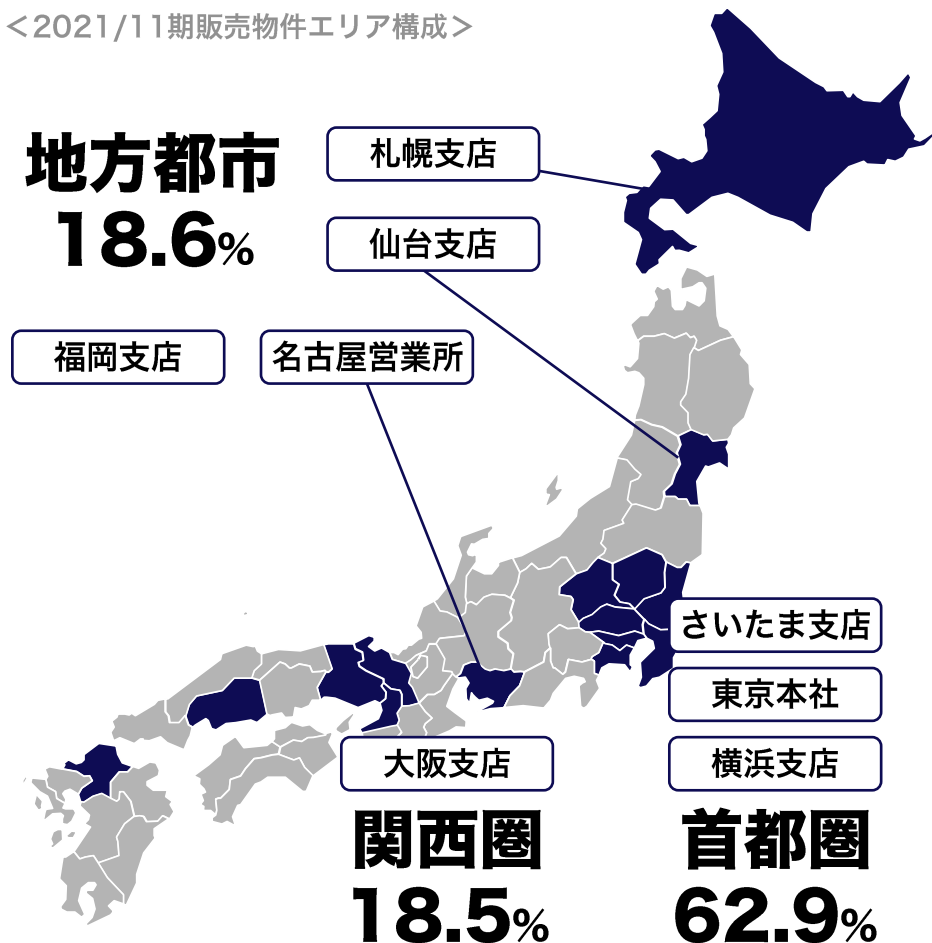 ＜2021/11期販売物件エリア構成＞
地方都市
18.6%
札幌支店
仙台支店
福岡支店
名古屋営業所
さいたま支店
東京本社
横浜支店
首都圏
62.9%
大阪支店
関西圏
18.5%